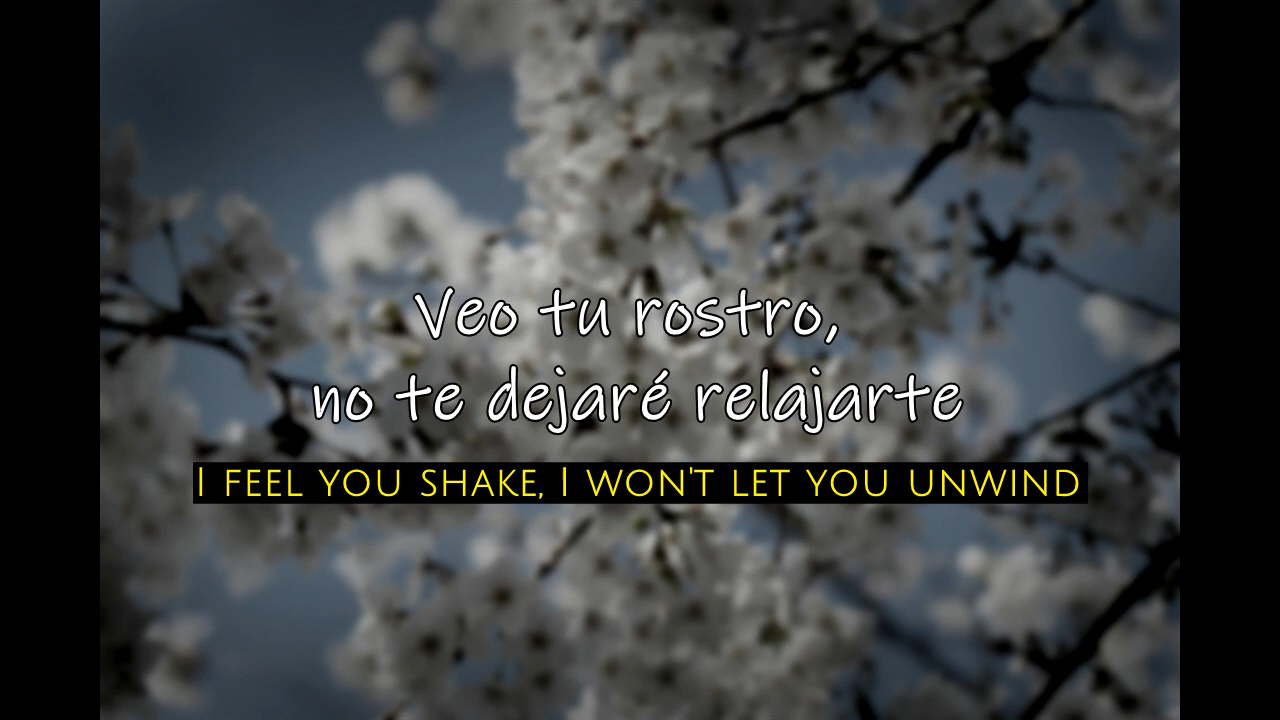 Veo tu rostro,
no te dejaré relajarte
I FEEL YOU SHAKE, I WON'T LET YOU UNWIND